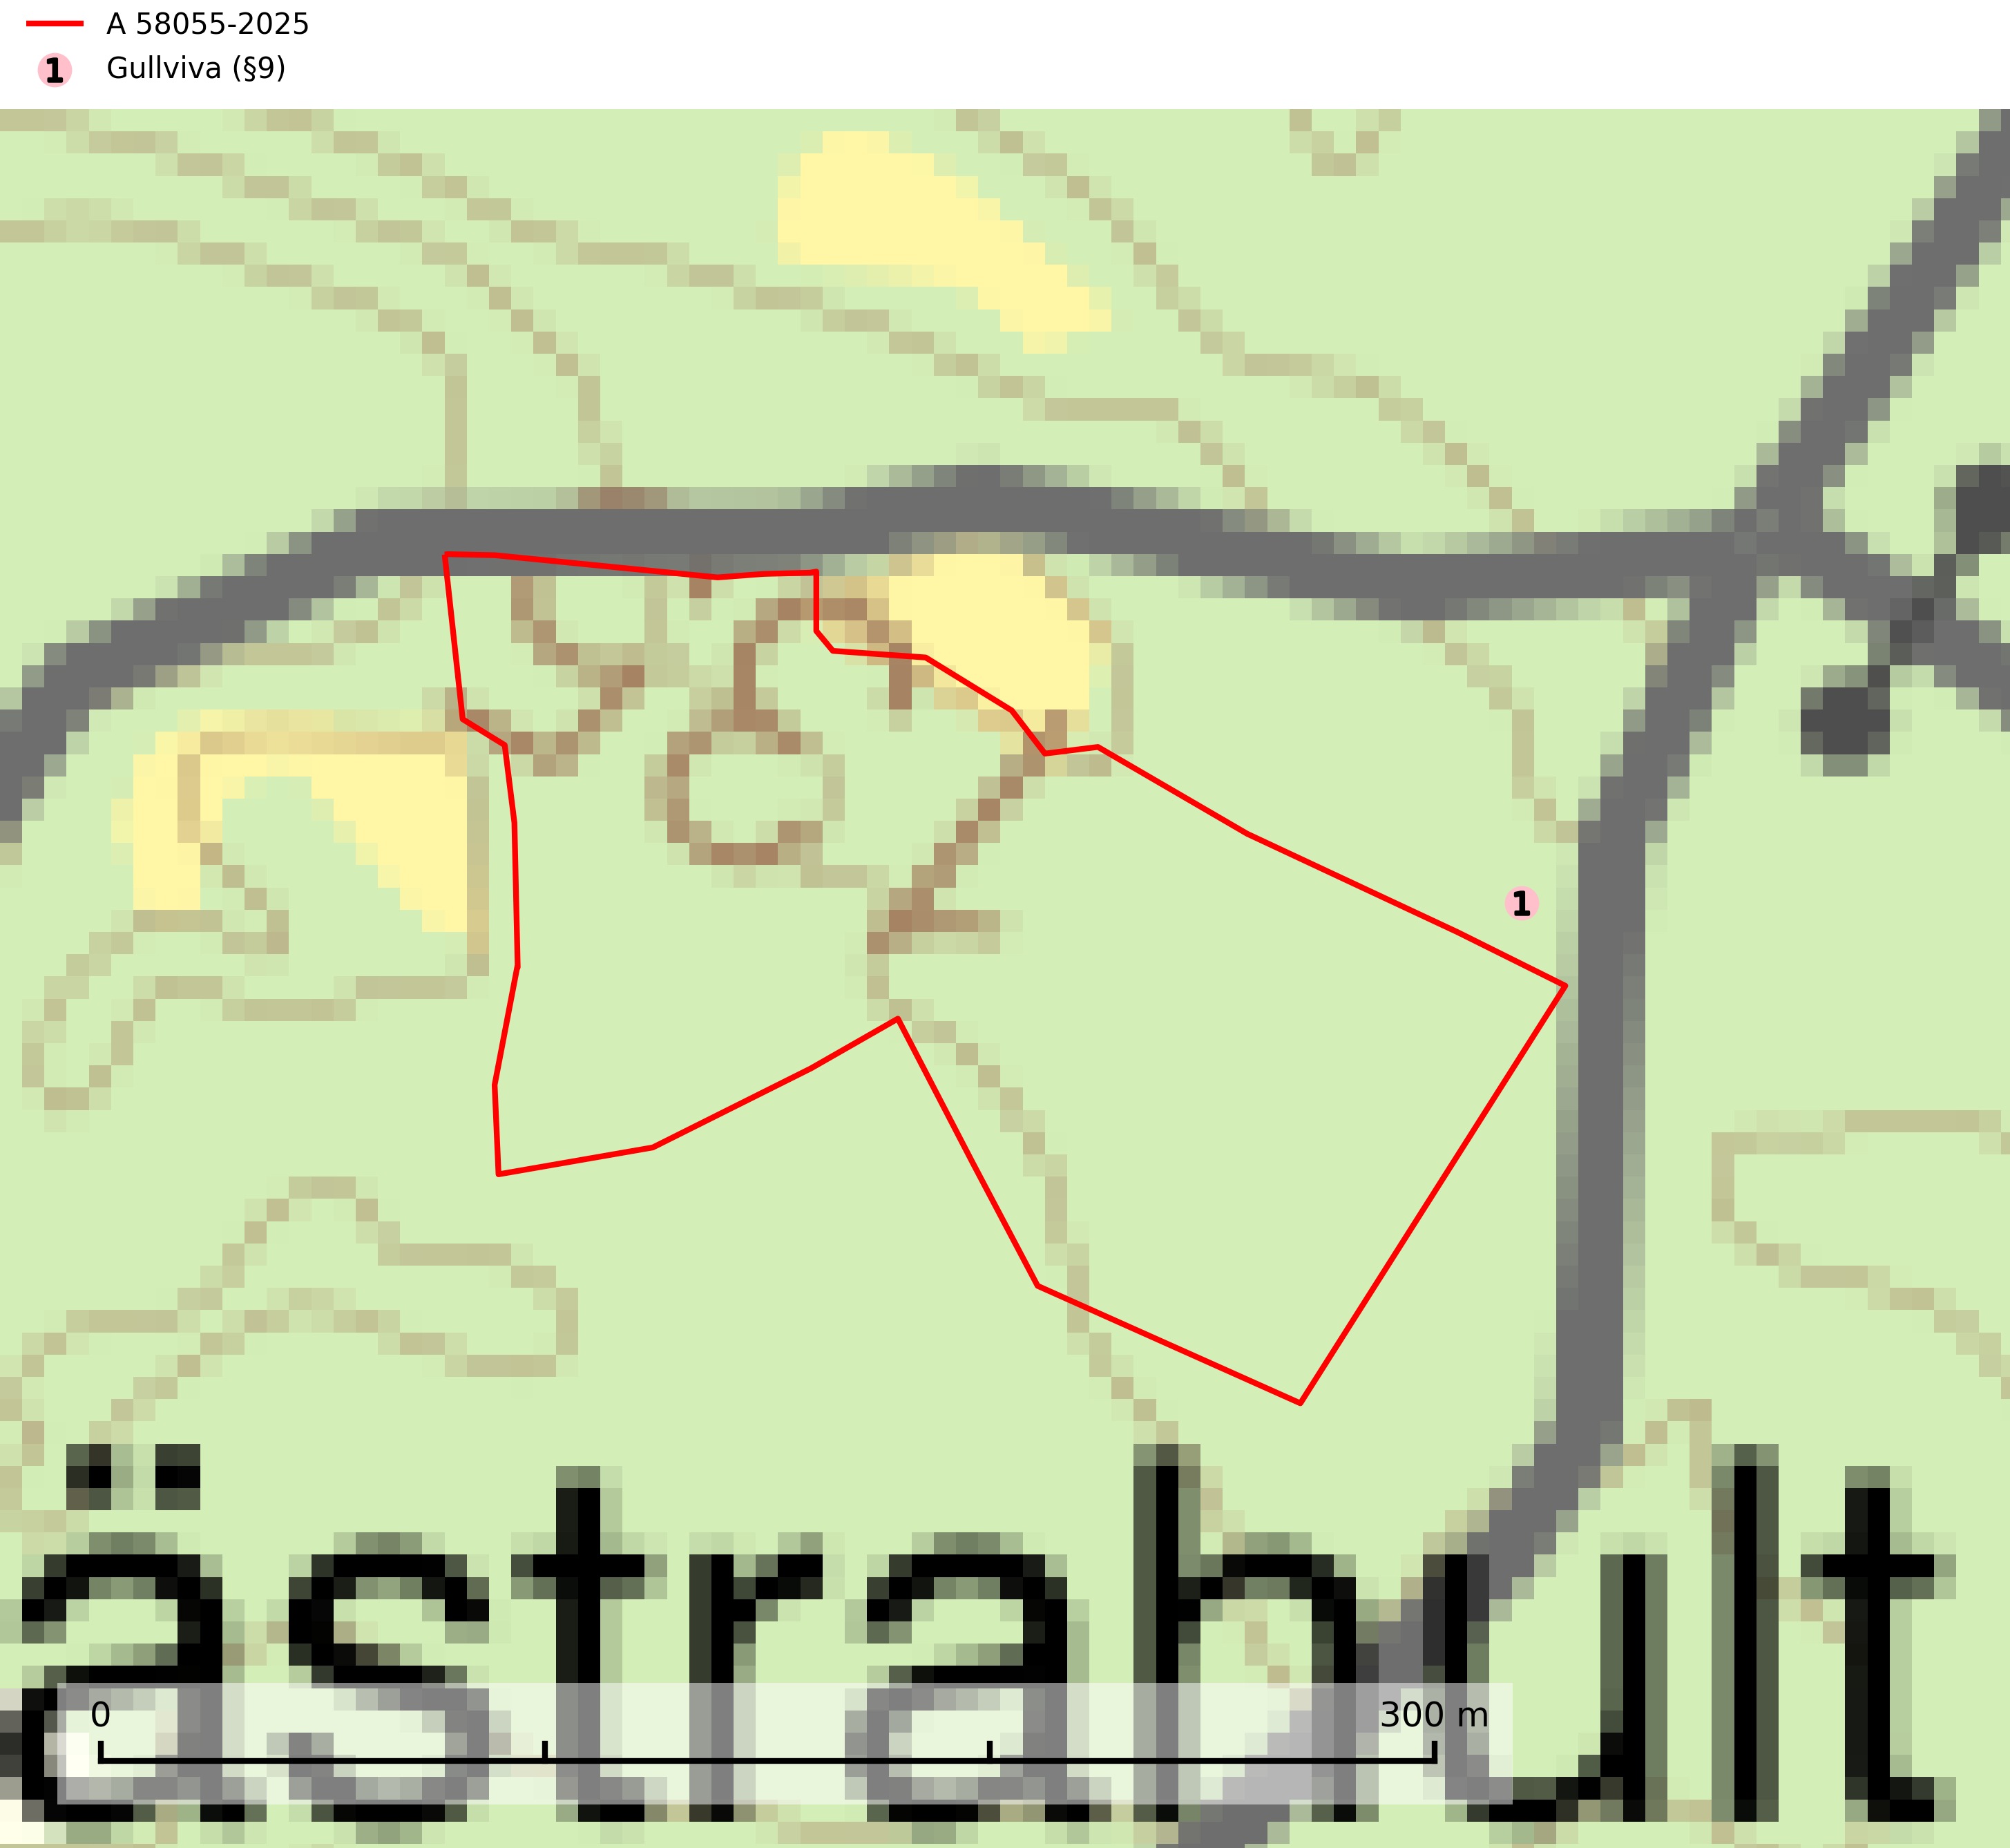 A 58055-2025
1 Gullviva (§9)
1
ästrahult
0 300 m